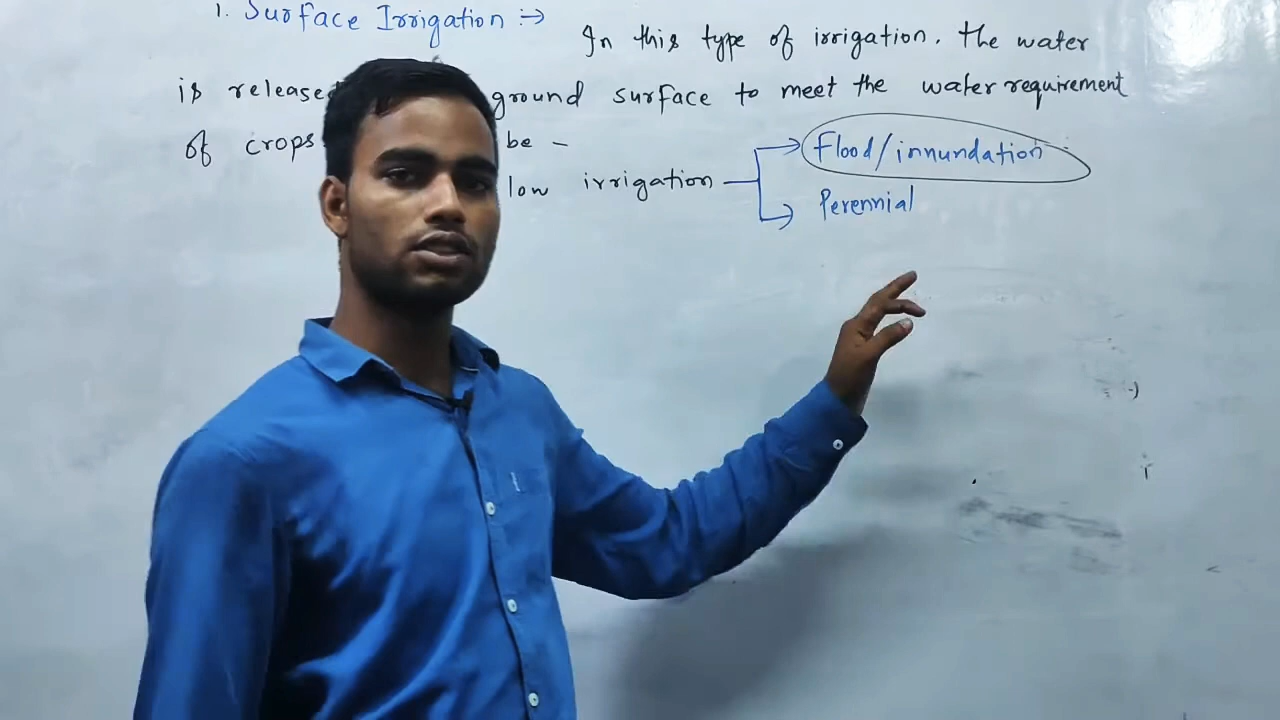 1. Surface Irrigation :->
In this type of irrigation. the water
is release ground surface to meet the water requirement
of crops be -
low irrigation
Flood/innundation
Perennial